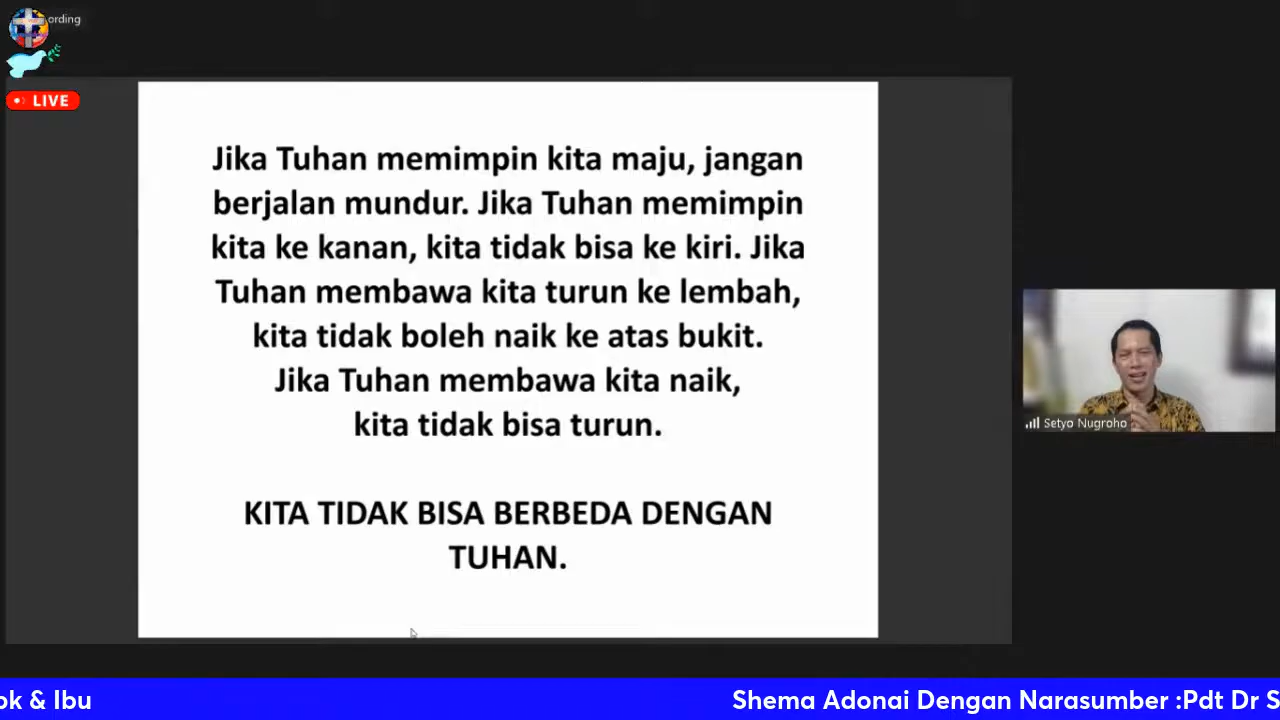 ording
LIVE
Jika Tuhan memimpin kita maju, jangan
berjalan mundur. Jika Tuhan memimpin
kita ke kanan, kita tidak bisa ke kiri. Jika
Tuhan membawa kita turun ke lembah,
kita tidak boleh naik ke atas bukit.
Jika Tuhan membawa kita naik,
kita tidak bisa turun.
KITA TIDAK BISA BERBEDA DENGAN
TUHAN.
Setyo Nugroho
ok & Ibu
Shema Adonai Dengan Narasumber :Pdt Dr S